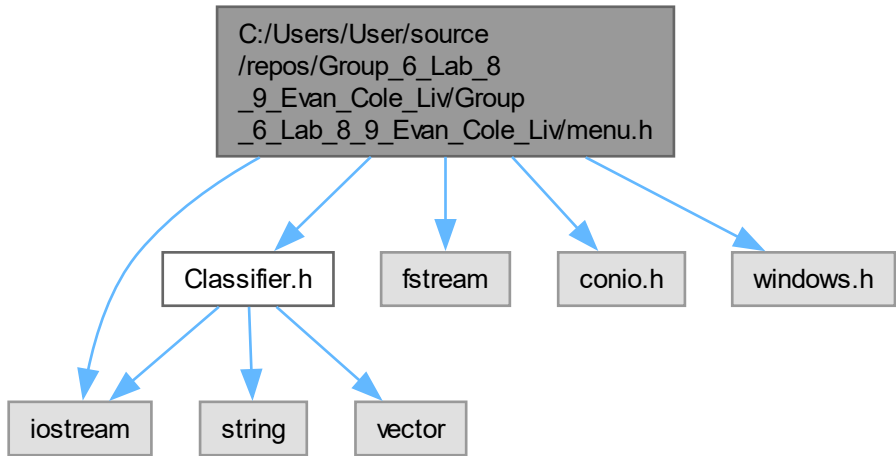 C:/Users/User/source
/repos/Group_6_Lab_8
_9_Evan_Cole_Liv/Group
_6_Lab_8_9_Evan_Cole_Liv/menu.h
Classifier.h
fstream
conio.h
windows.h
iostream
string
vector